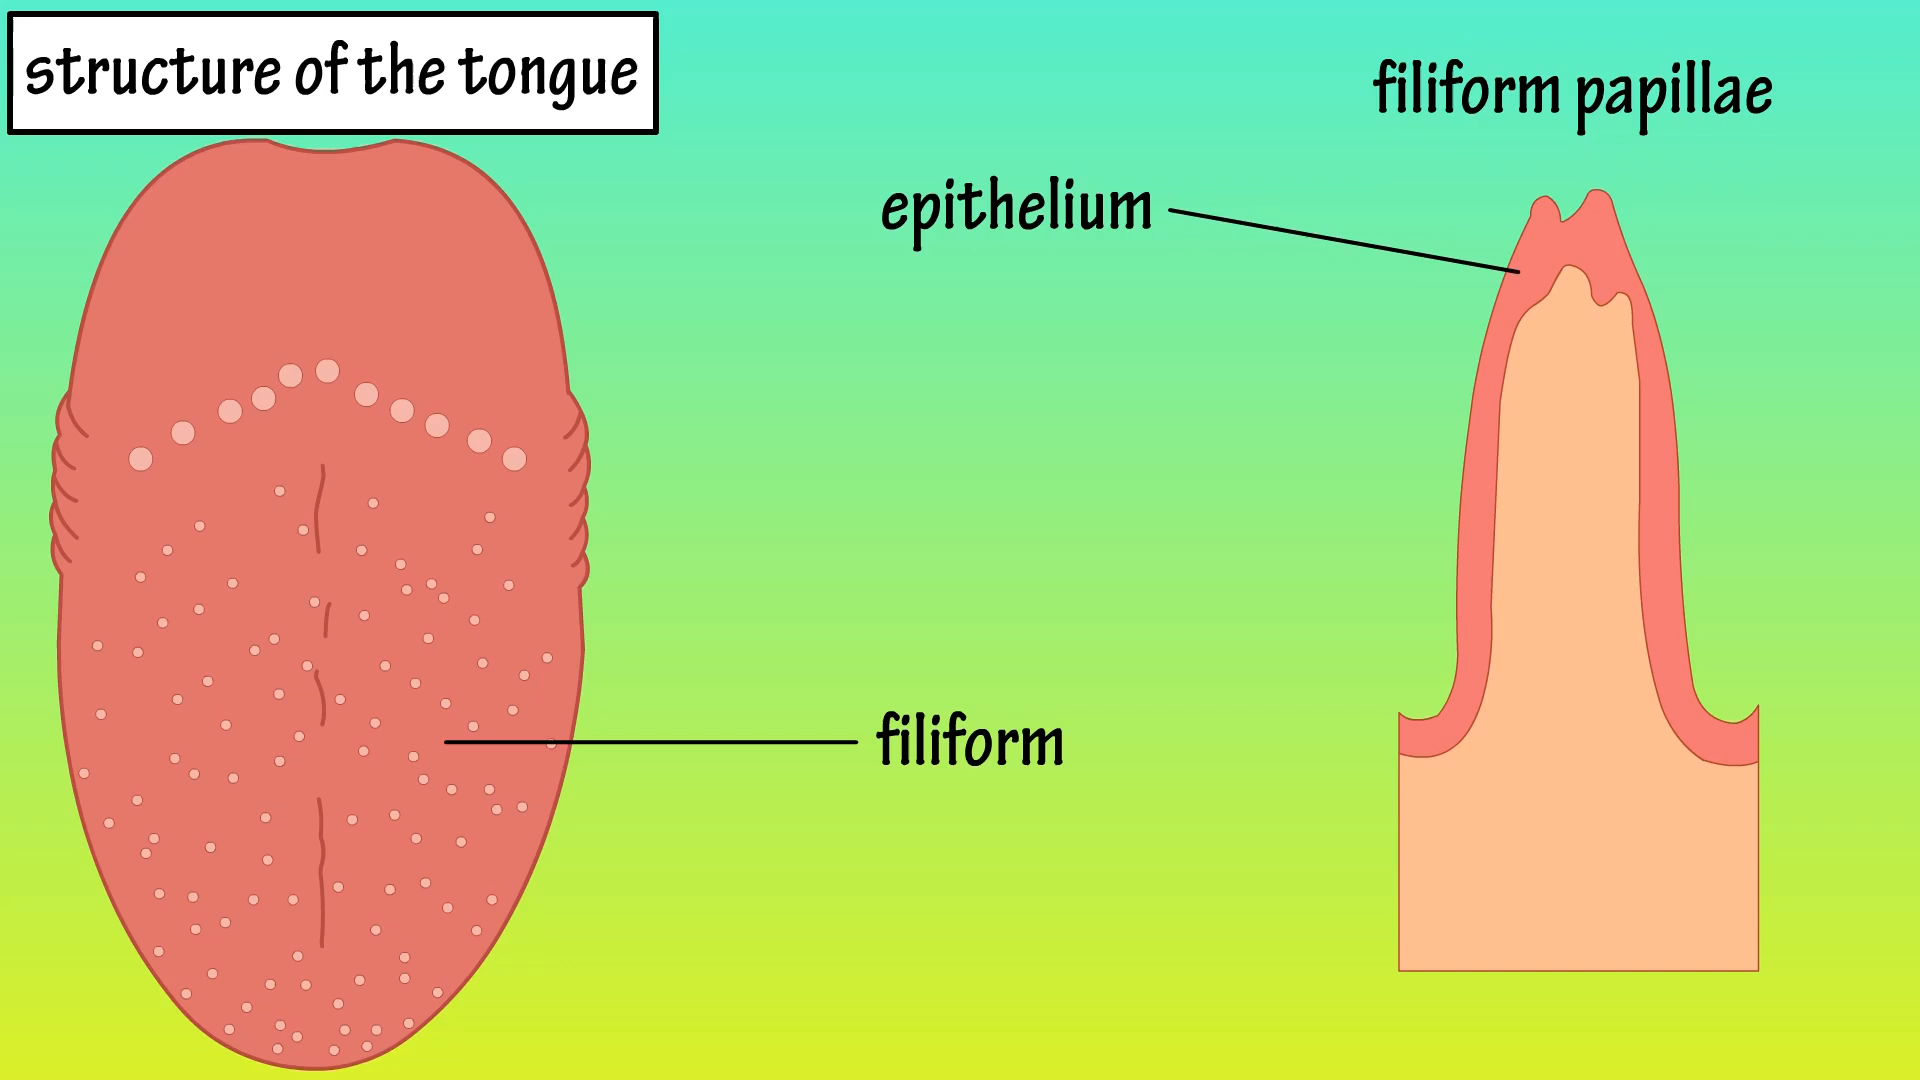 structure of the tongue
filiform papillae
epithelium
filiform